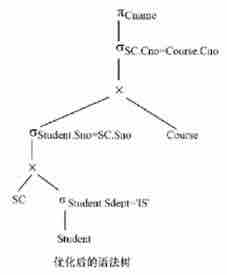 πCname
σSC.Cno=Course.Cno
×
σStudent.Sno=SC.Sno Course
×
SC σStudent Sdept='IS'
Student
优化后的语法树